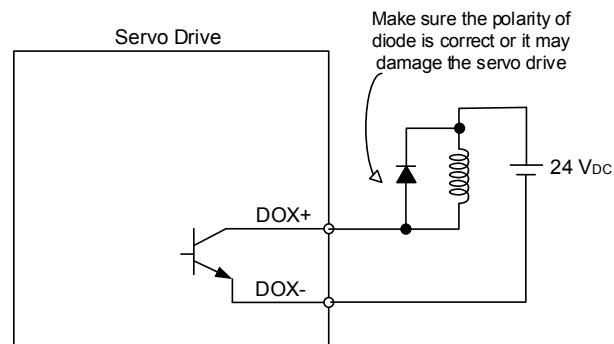 Make sure the polarity of
diode is correct or it may
damage the servo drive
Servo Drive
24 VDC
DOX+
DOX-